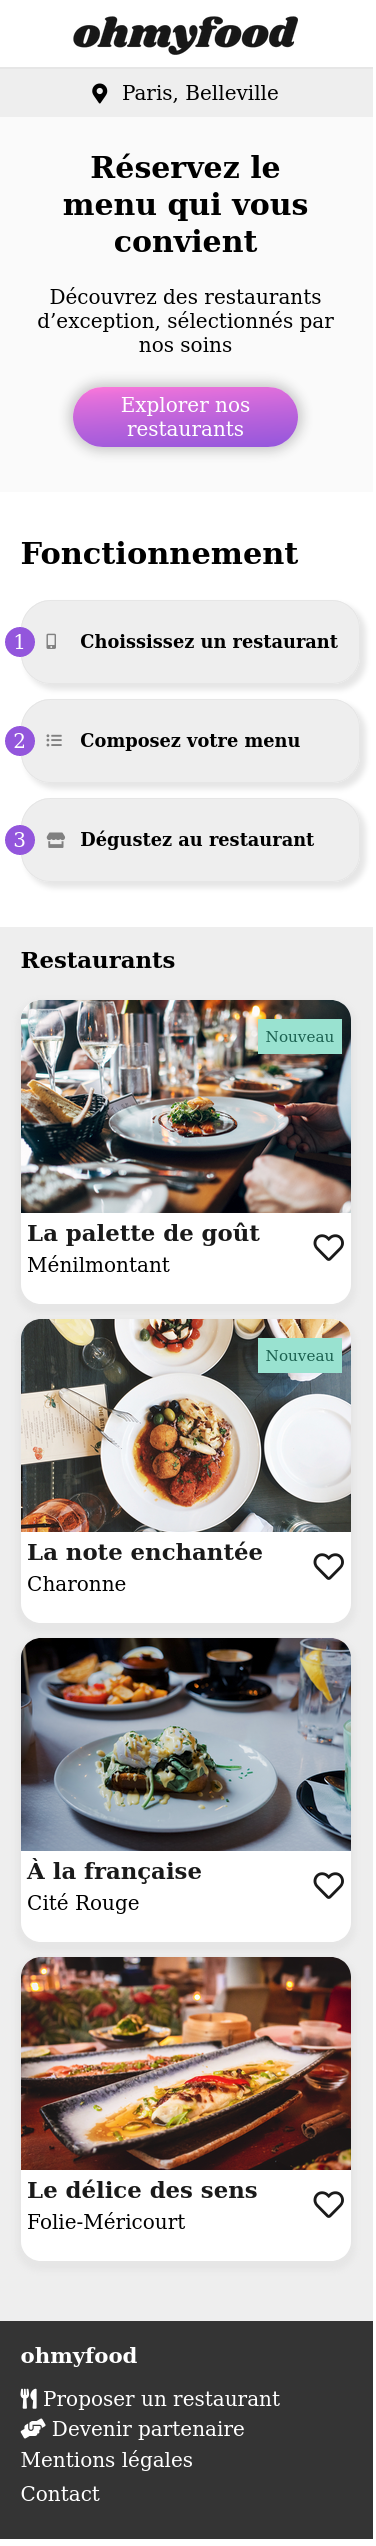 ohmyfood
Paris, Belleville
Réservez le
menu qui vous
convient
Découvrez des restaurants
d’exception, sélectionnés par
nos soins
Explorer nos
restaurants
Fonctionnement
1 Choississez un restaurant
2 Composez votre menu
3 Dégustez au restaurant
Restaurants
Nouveau
La palette de goût
Ménilmontant
Nouveau
La note enchantée
Charonne
À la française
Cité Rouge
Le délice des sens
Folie-Méricourt
ohmyfood
Proposer un restaurant
Devenir partenaire
Mentions légales
Contact